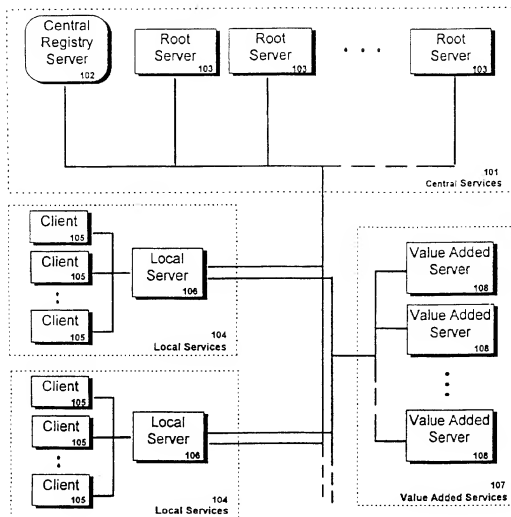 Central
Registry
Server
102
Root
Server
103
Root
Server
103
. . .
Root
Server
103
101
Central Services
Client
105
Client
105
Client
105
Local
Server
106
104
Local Services
Value Added
Server
108
Value Added
Server
108
Value Added
Server
108
107
Value Added Services
Client
105
Client
105
Client
105
Local
Server
106
104
Local Services